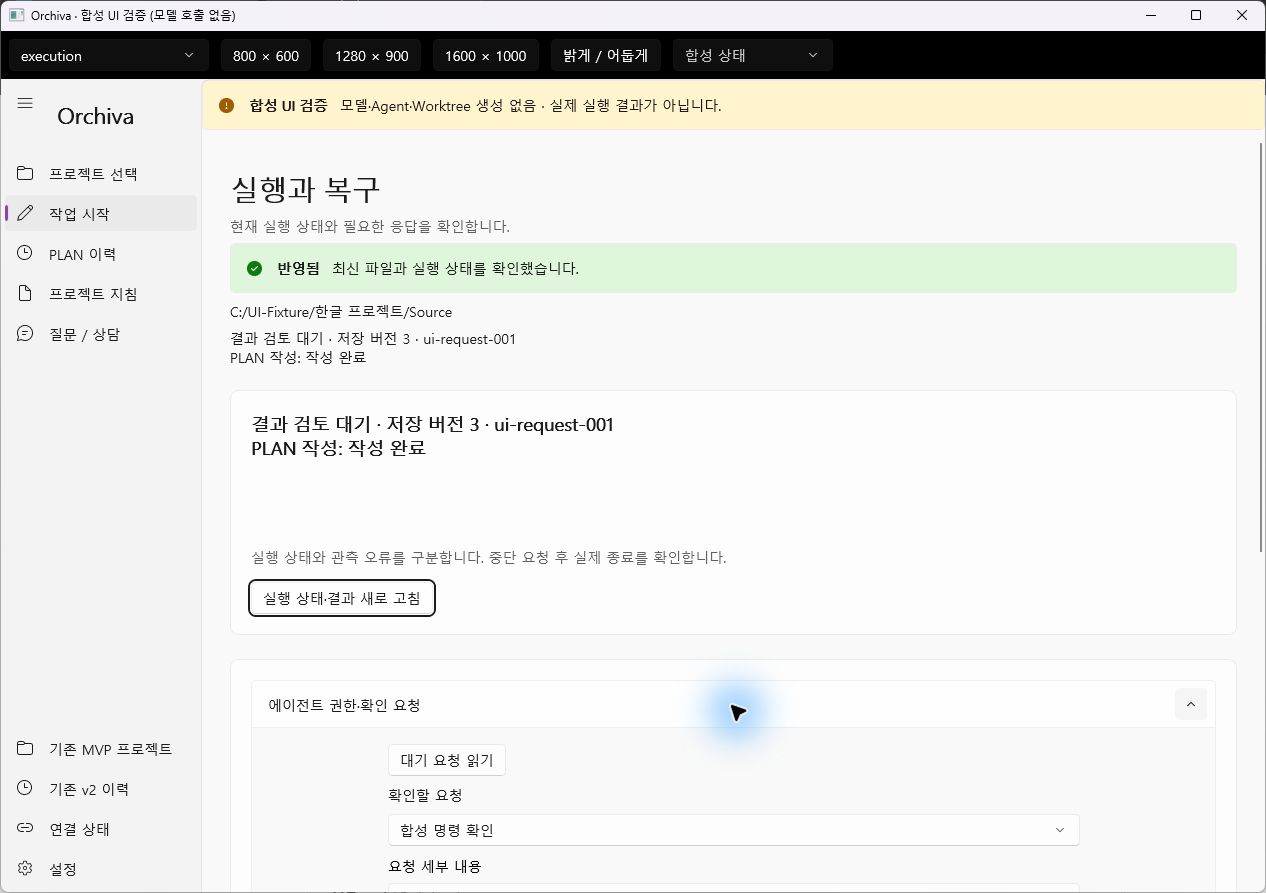 Orchiva · 합성 UI 검증 (모델 호출 없음)
execution
800 × 600
1280 × 900
1600 × 1000
밝게 / 어둡게
합성 상태
Orchiva
프로젝트 선택
작업 시작
PLAN 이력
프로젝트 지침
질문 / 상담
기존 MVP 프로젝트
기존 v2 이력
연결 상태
설정
합성 UI 검증 모델·Agent·Worktree 생성 없음 · 실제 실행 결과가 아닙니다.
실행과 복구
현재 실행 상태와 필요한 응답을 확인합니다.
반영됨 최신 파일과 실행 상태를 확인했습니다.
C:/UI-Fixture/한글 프로젝트/Source
결과 검토 대기 · 저장 버전 3 · ui-request-001
PLAN 작성: 작성 완료
결과 검토 대기 · 저장 버전 3 · ui-request-001
PLAN 작성: 작성 완료
실행 상태와 관측 오류를 구분합니다. 중단 요청 후 실제 종료를 확인합니다.
실행 상태·결과 새로 고침
에이전트 권한·확인 요청
대기 요청 읽기
확인할 요청
합성 명령 확인
요청 세부 내용